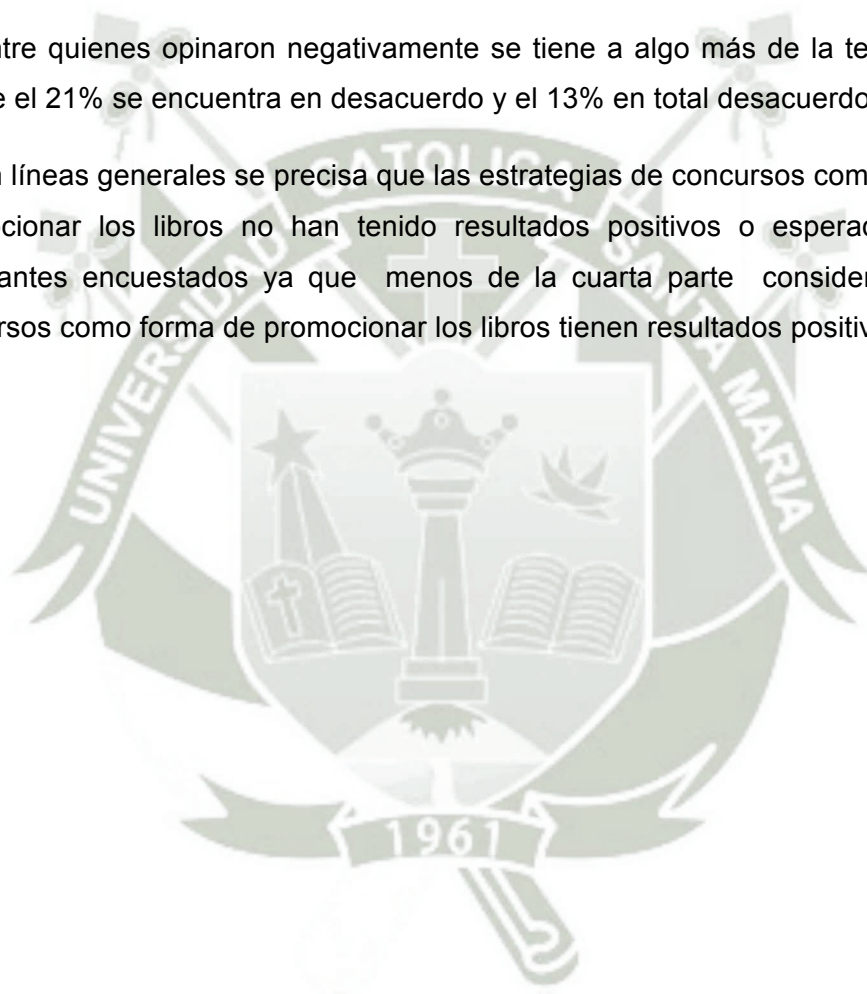 ntre quienes opinaron negativamente se tiene a algo más de la te
e el 21% se encuentra en desacuerdo y el 13% en total desacuerdo
n líneas generales se precisa que las estrategias de concursos com
ocionar los libros no han tenido resultados positivos o esperad
antes encuestados ya que menos de la cuarta parte consider
rsos como forma de promocionar los libros tienen resultados positiv
UNIVERSIDAD CATOLICA SANTA MARIA
1961